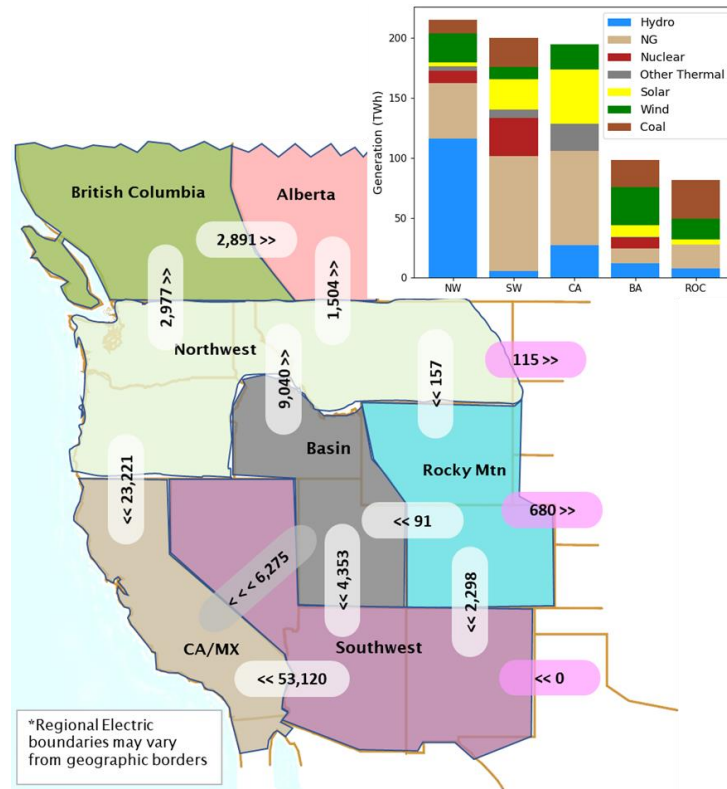 200
150
100
50
0
Generation (TWh)
NW
SW
CA
BA
ROC
Hydro
NG
Nuclear
Other Thermal
Solar
Wind
Coal
British Columbia
Alberta
2,891 >>
2,977 >>
1,504 >>
Northwest
9,040 >>
<< 157
115 >>
Basin
Rocky Mtn
<< 23,221
<< 91
680 >>
< < < 6,275
<< 4,353
<< 2,298
CA/MX
Southwest
<< 53,120
<< 0
*Regional Electric
boundaries may vary
from geographic borders